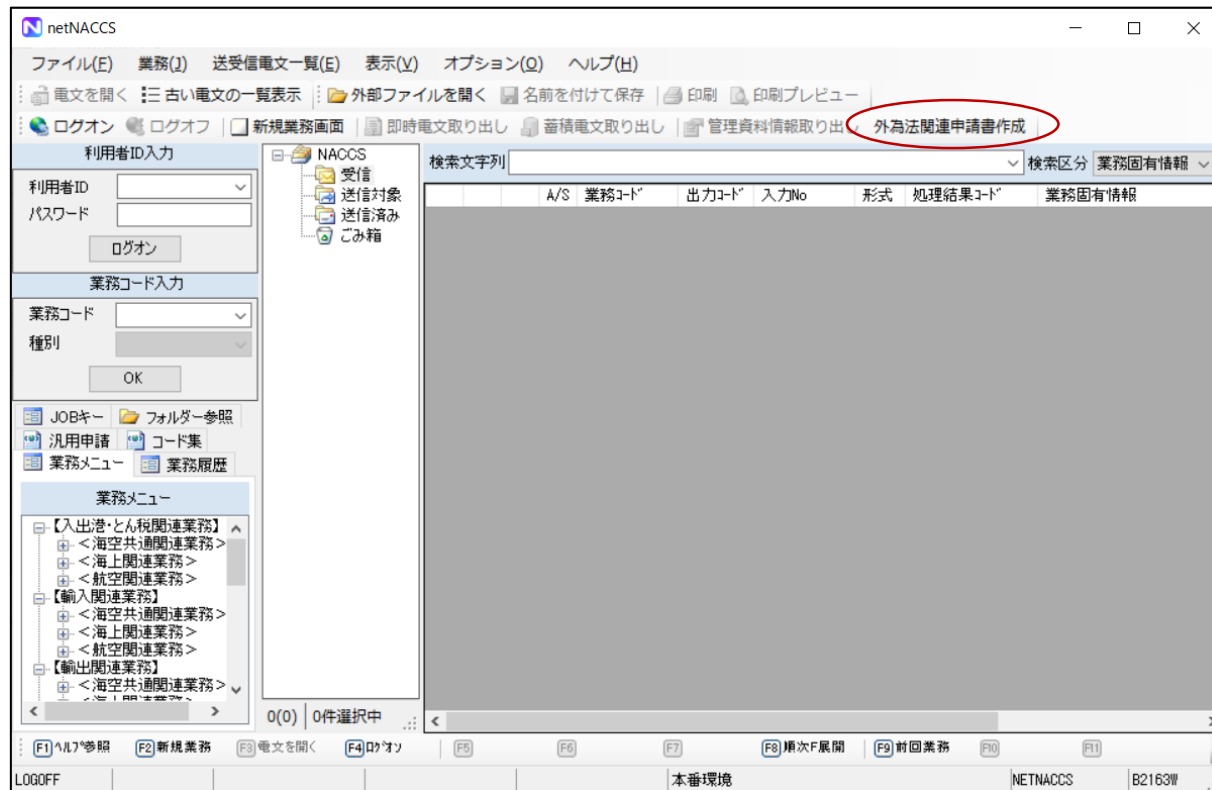 netNACCS
ファイル(F) 業務(J) 送受信電文一覧(E) 表示(V) オプション(O) ヘルプ(H)
電文を開く 古い電文の一覧表示 外部ファイルを開く 名前を付けて保存 印刷 印刷プレビュー
ログオン ログオフ 新規業務画面 即時電文取り出し 蓄積電文取り出し 管理資料情報取り出し 外為法関連申請書作成
利用者ID入力
利用者ID
パスワード
ログオン
業務コード入力
業務コード
種別
OK
JOBキー フォルダー参照
汎用申請 コード集
業務メニュー 業務履歴
業務メニュー
【入出港・とん税関連業務】
<海空共通関連業務>
<海上関連業務>
<航空関連業務>
【輸入関連業務】
<海空共通関連業務>
<海上関連業務>
<航空関連業務>
【輸出関連業務】
<海空共通関連業務>
NACCS
受信
送信対象
送信済み
ごみ箱
0(0) 0件選択中
検索文字列 検索区分 業務固有情報
A/S 業務コード 出力コード 入力No 形式 処理結果コード 業務固有情報
F1 ヘルプ参照 F2 新規業務 F3 電文を開く F4 ログオン F5 F6 F7 F8 順次F展開 F9 前回業務 F10 F11
LOGOFF 本番環境 NETNACCS B2163W